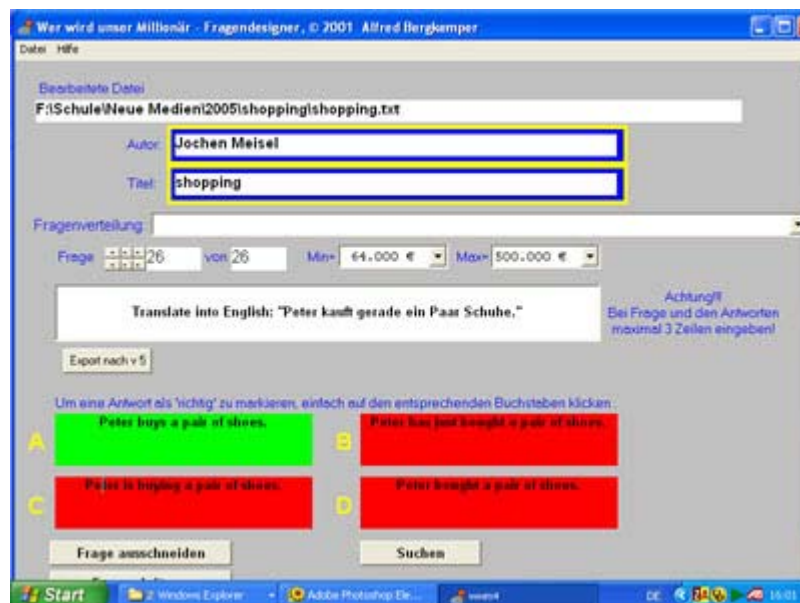 Wer wird unser Millionär - Fragendesigner, © 2001 Alfred Bergkemper
Datei Hilfe
Bearbeitete Datei
F:\Schule\Neue Medien\2005\shopping\shopping.txt
Autor: Jochen Meisel
Titel: shopping
Fragenverteilung
Frage 26 von 26 Min= 64.000 € Max= 500.000 €
Translate into English: "Peter kauft gerade ein Paar Schuhe."
Achtung!!!
Bei Frage und den Antworten
maximal 3 Zeilen eingeben!
Export nach v 5
Um eine Antwort als 'richtig' zu markieren, einfach auf den entsprechenden Buchstaben klicken
A Peter buys a pair of shoes.
B Peter has just bought a pair of shoes.
C Peter is buying a pair of shoes.
D Peter bought a pair of shoes.
Frage ausschneiden Suchen
Start 2 Windows Explorer Adobe Photoshop Ele... DE 16:01